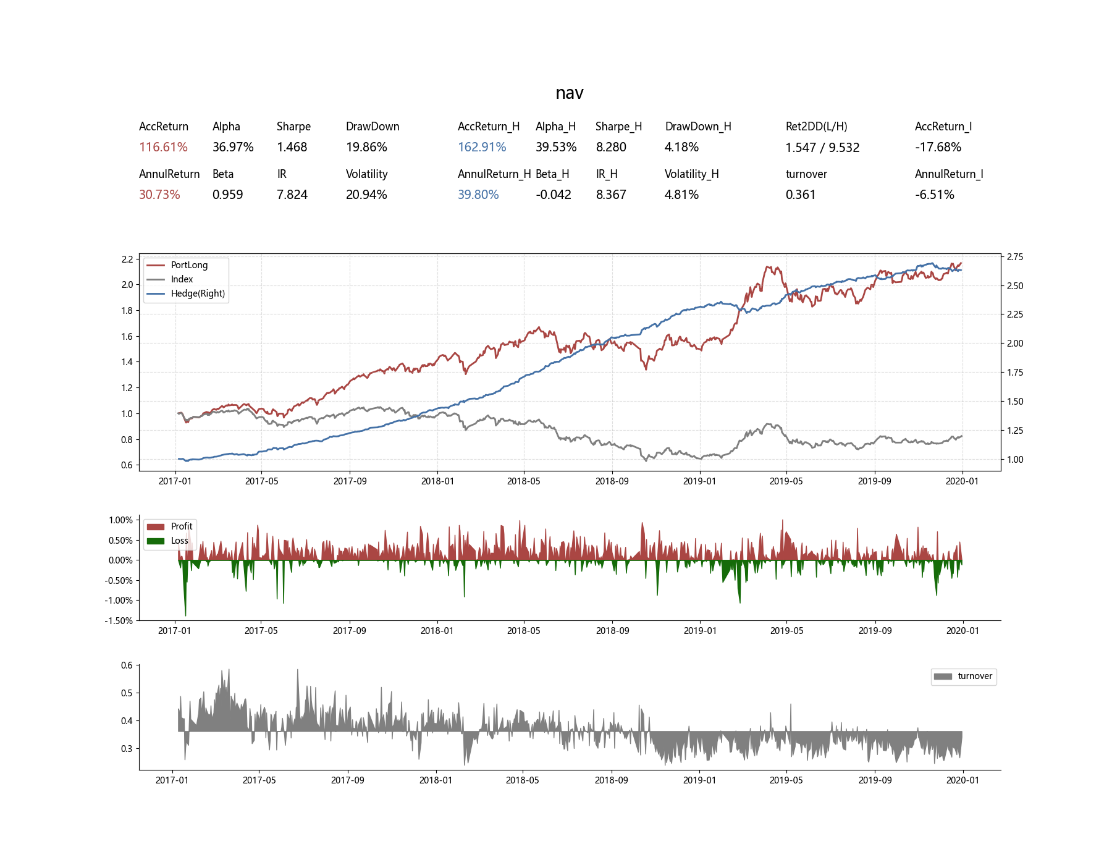 nav
AccReturn Alpha Sharpe DrawDown AccReturn_H Alpha_H Sharpe_H DrawDown_H Ret2DD(L/H) AccReturn_I
116.61% 36.97% 1.468 19.86% 162.91% 39.53% 8.280 4.18% 1.547 / 9.532 -17.68%
AnnulReturn Beta IR Volatility AnnulReturn_H Beta_H IR_H Volatility_H turnover AnnulReturn_I
30.73% 0.959 7.824 20.94% 39.80% -0.042 8.367 4.81% 0.361 -6.51%
PortLong
Index
Hedge(Right)
2.2
2.0
1.8
1.6
1.4
1.2
1.0
0.8
0.6
2.75
2.50
2.25
2.00
1.75
1.50
1.25
1.00
2017-01 2017-05 2017-09 2018-01 2018-05 2018-09 2019-01 2019-05 2019-09 2020-01
Profit
Loss
1.00%
0.50%
0.00%
-0.50%
-1.00%
-1.50%
2017-01 2017-05 2017-09 2018-01 2018-05 2018-09 2019-01 2019-05 2019-09 2020-01
turnover
0.6
0.5
0.4
0.3
2017-01 2017-05 2017-09 2018-01 2018-05 2018-09 2019-01 2019-05 2019-09 2020-01